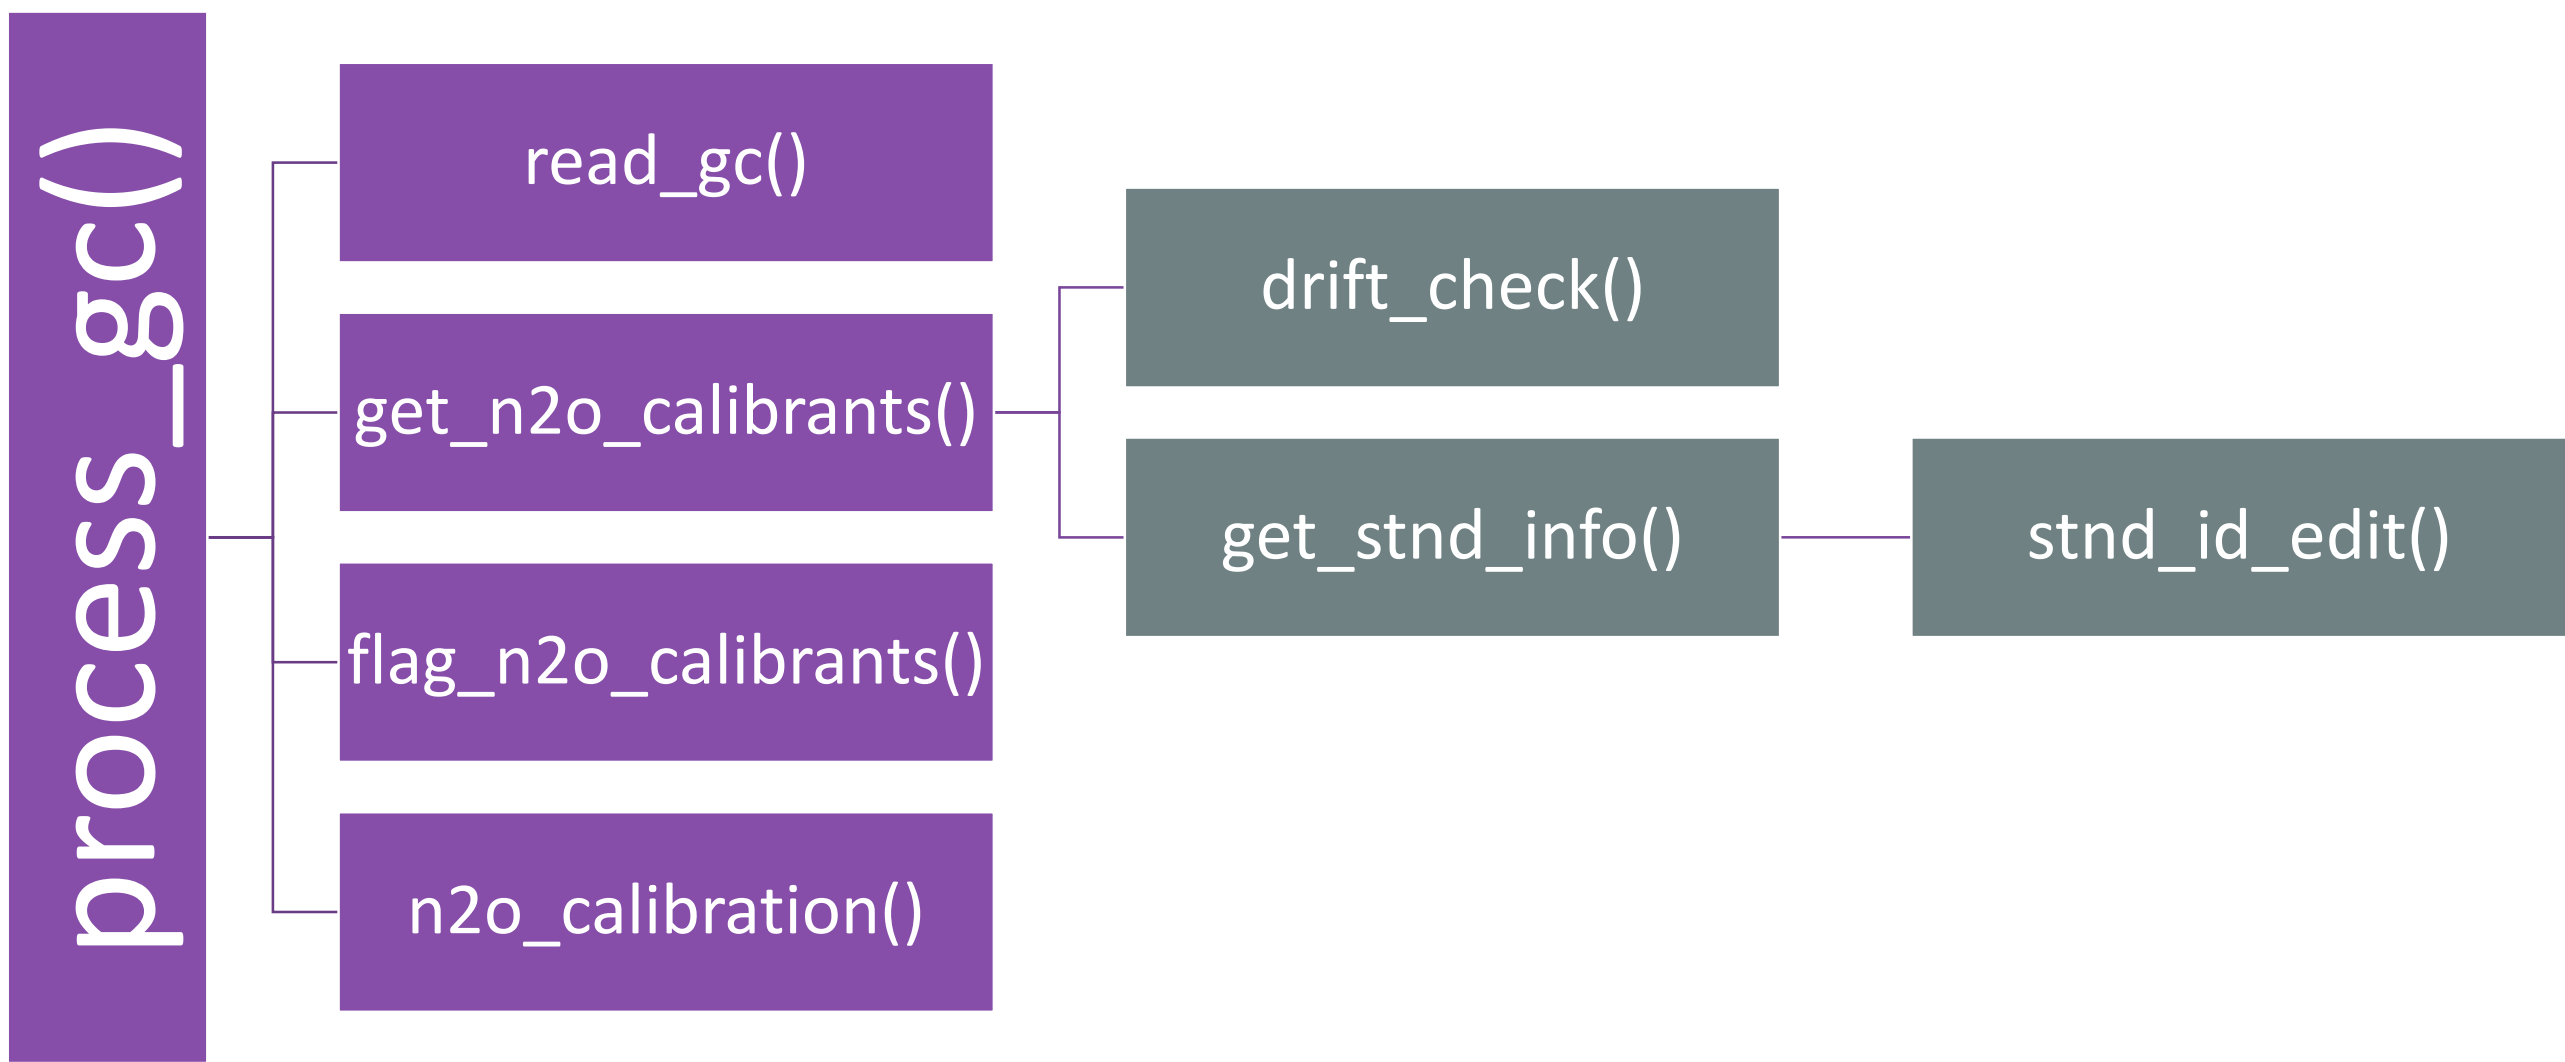 process_gc()
read_gc()
get_n2o_calibrants()
flag_n2o_calibrants()
n2o_calibration()
drift_check()
get_stnd_info()
stnd_id_edit()